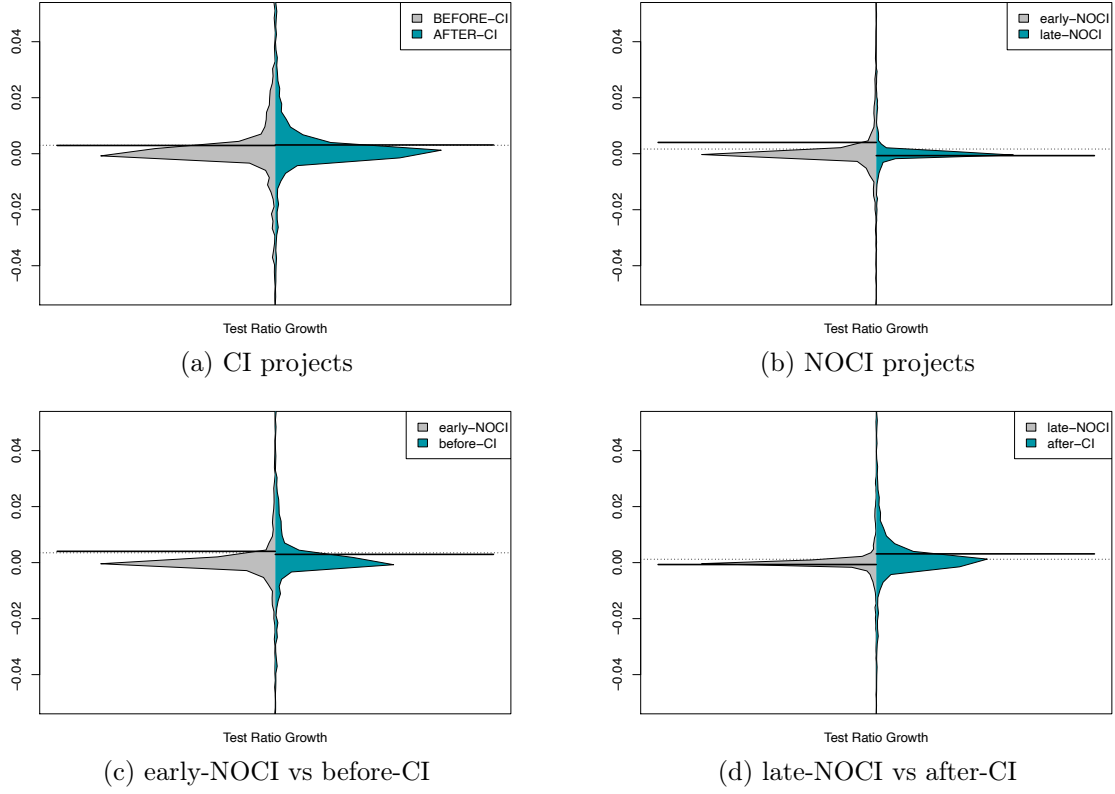 BEFORE−CI
AFTER−CI
0.04
0.02
0.00
−0.02
−0.04
Test Ratio Growth
(a) CI projects
early−NOCI
late−NOCI
0.04
0.02
0.00
−0.02
−0.04
Test Ratio Growth
(b) NOCI projects
early−NOCI
before−CI
0.04
0.02
0.00
−0.02
−0.04
Test Ratio Growth
(c) early-NOCI vs before-CI
late−NOCI
after−CI
0.04
0.02
0.00
−0.02
−0.04
Test Ratio Growth
(d) late-NOCI vs after-CI